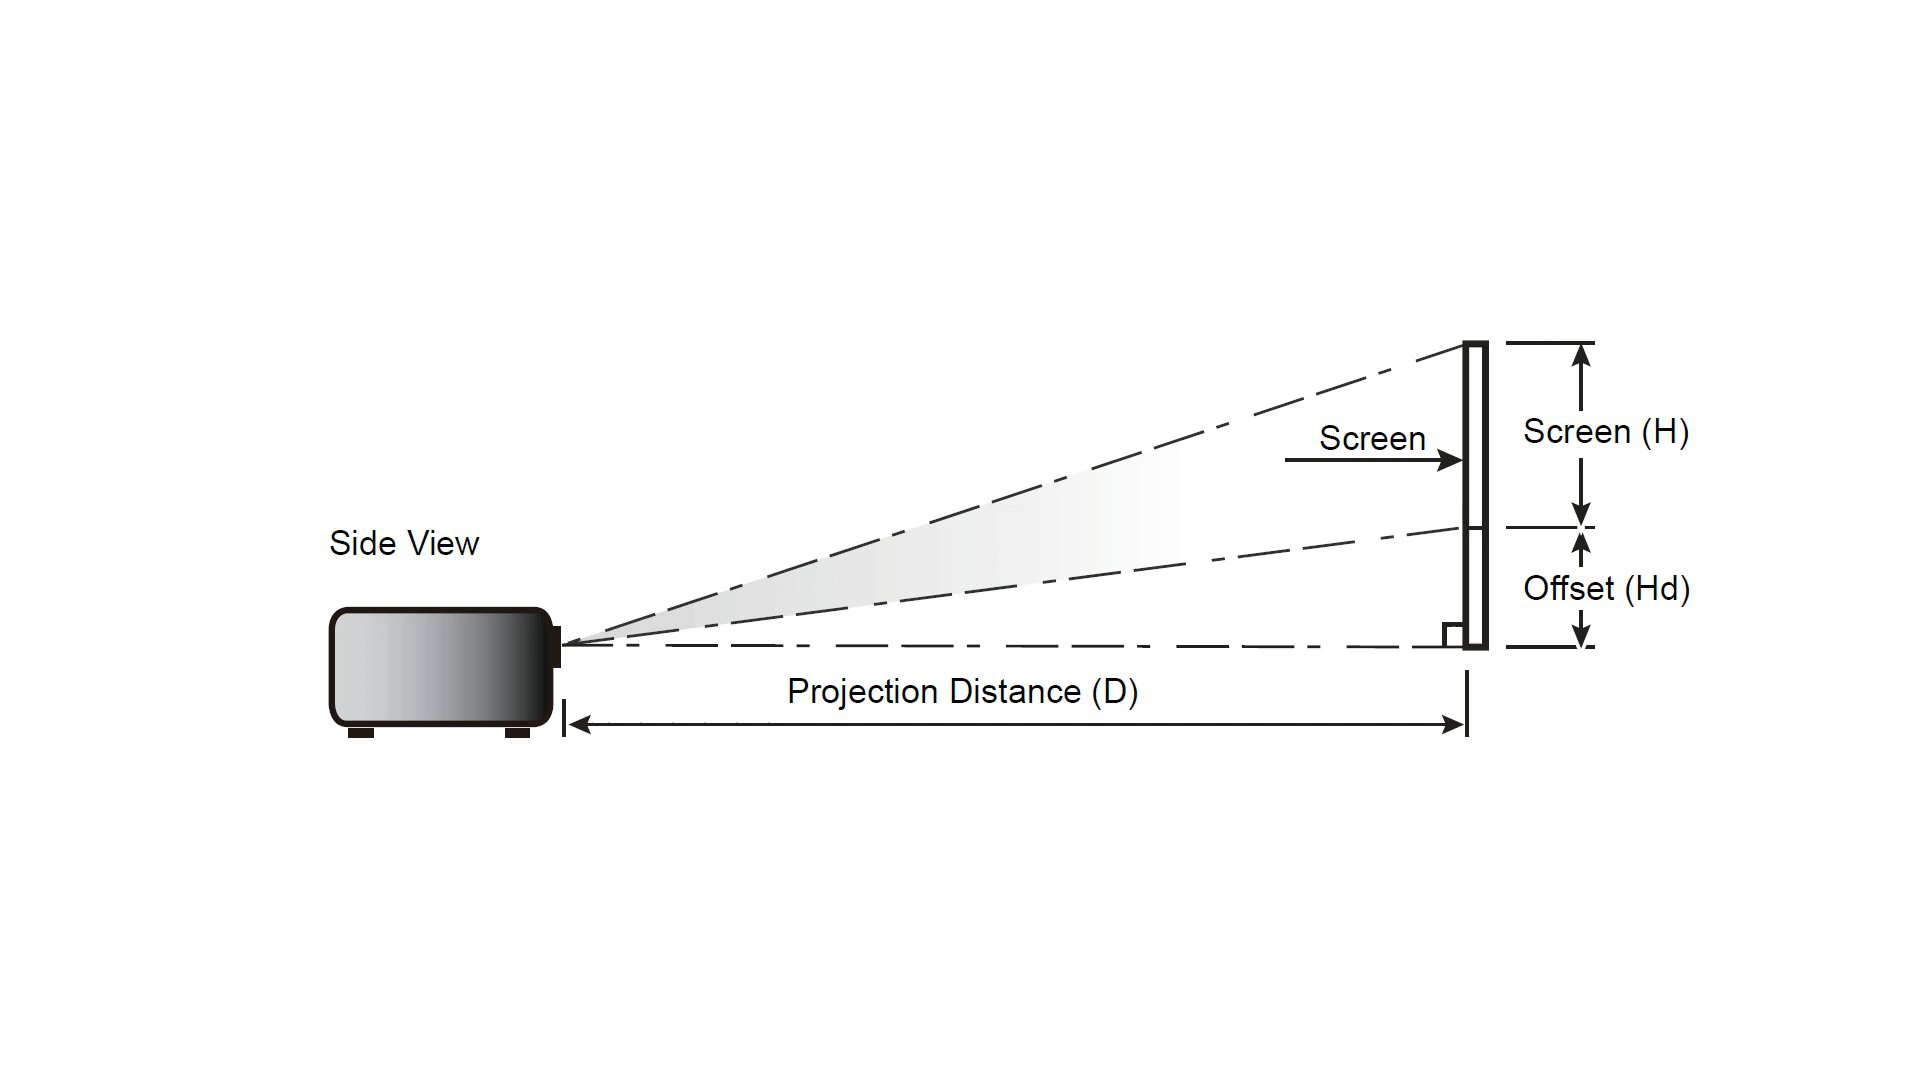 Screen
Screen (H)
Side View
Offset (Hd)
Projection Distance (D)